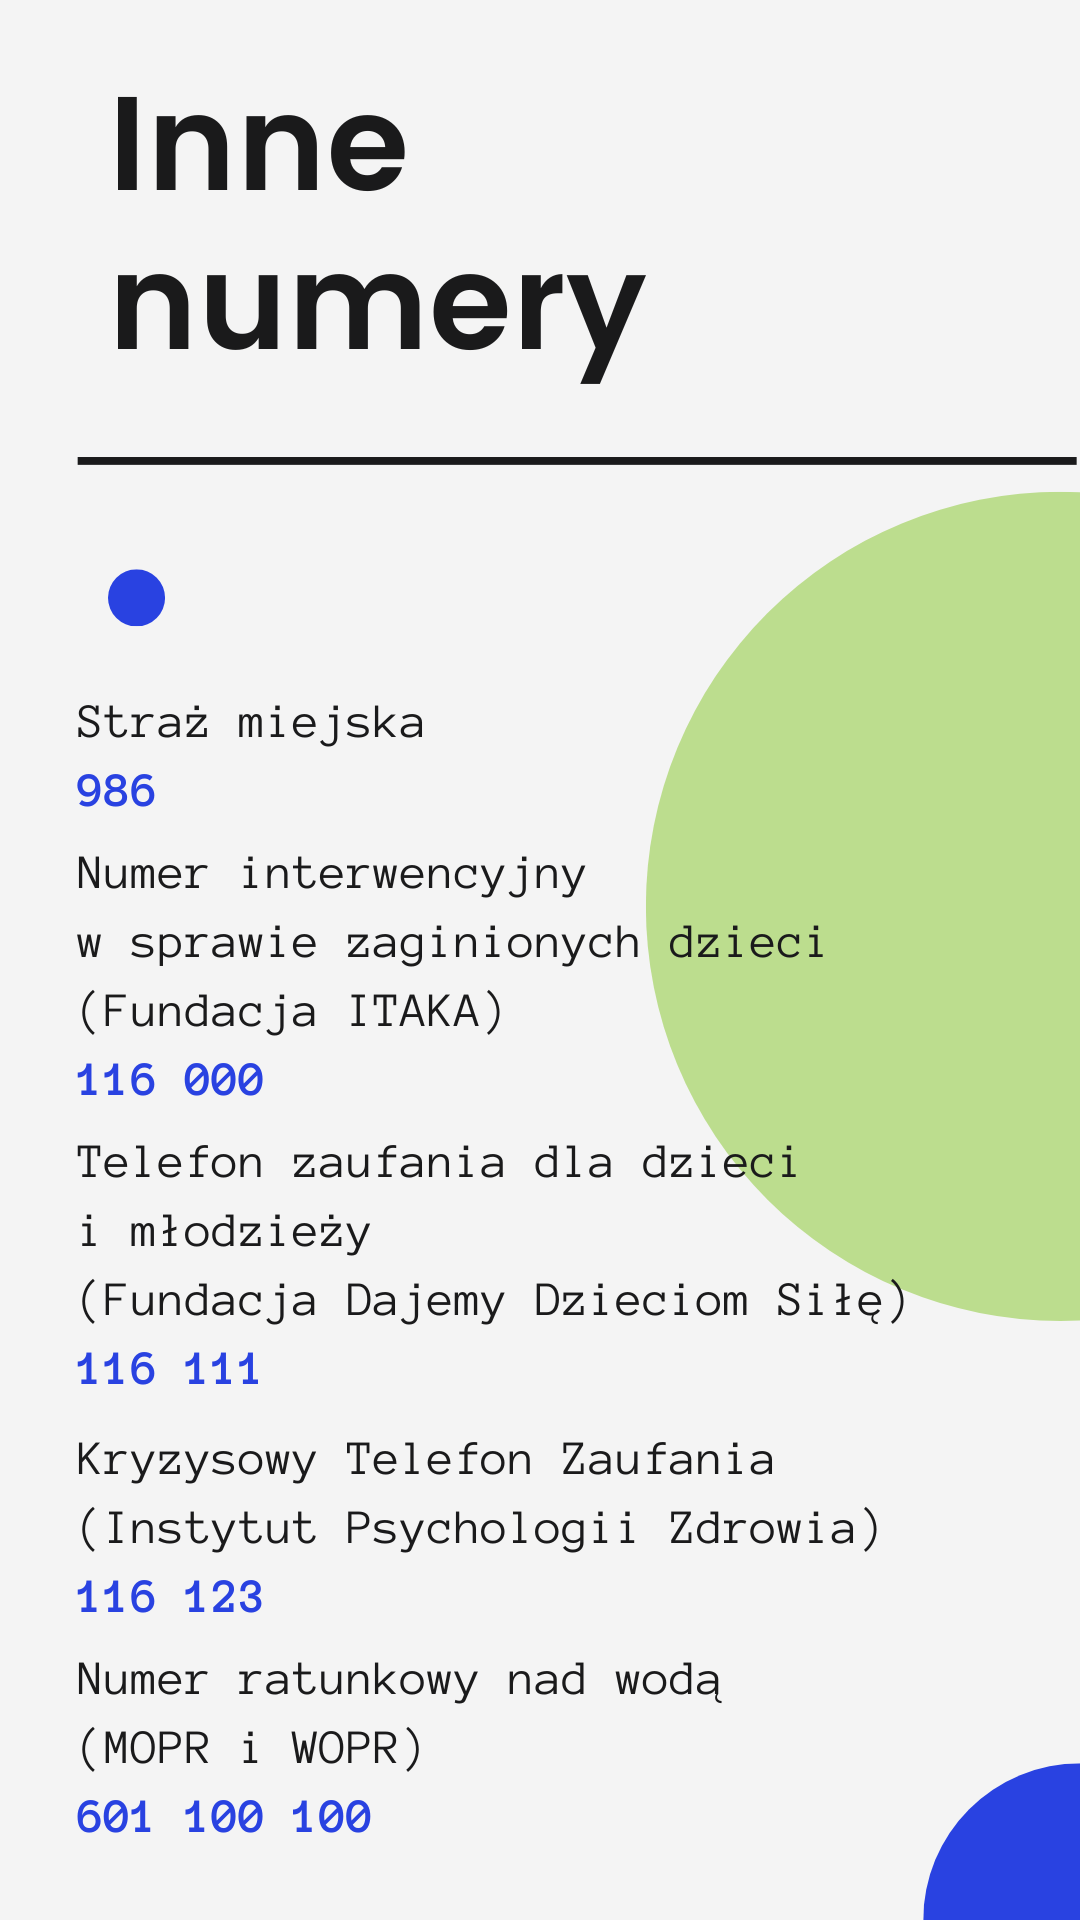 Inne
numery
Straż miejska
986
Numer interwencyjny
w sprawie zaginionych dzieci
(Fundacja ITAKA)
116 000
Telefon zaufania dla dzieci
i młodzieży
(Fundacja Dajemy Dzieciom Siłę)
116 111
Kryzysowy Telefon Zaufania
(Instytut Psychologii Zdrowia)
116 123
Numer ratunkowy nad wodą
(MOPR i WOPR)
601 100 100